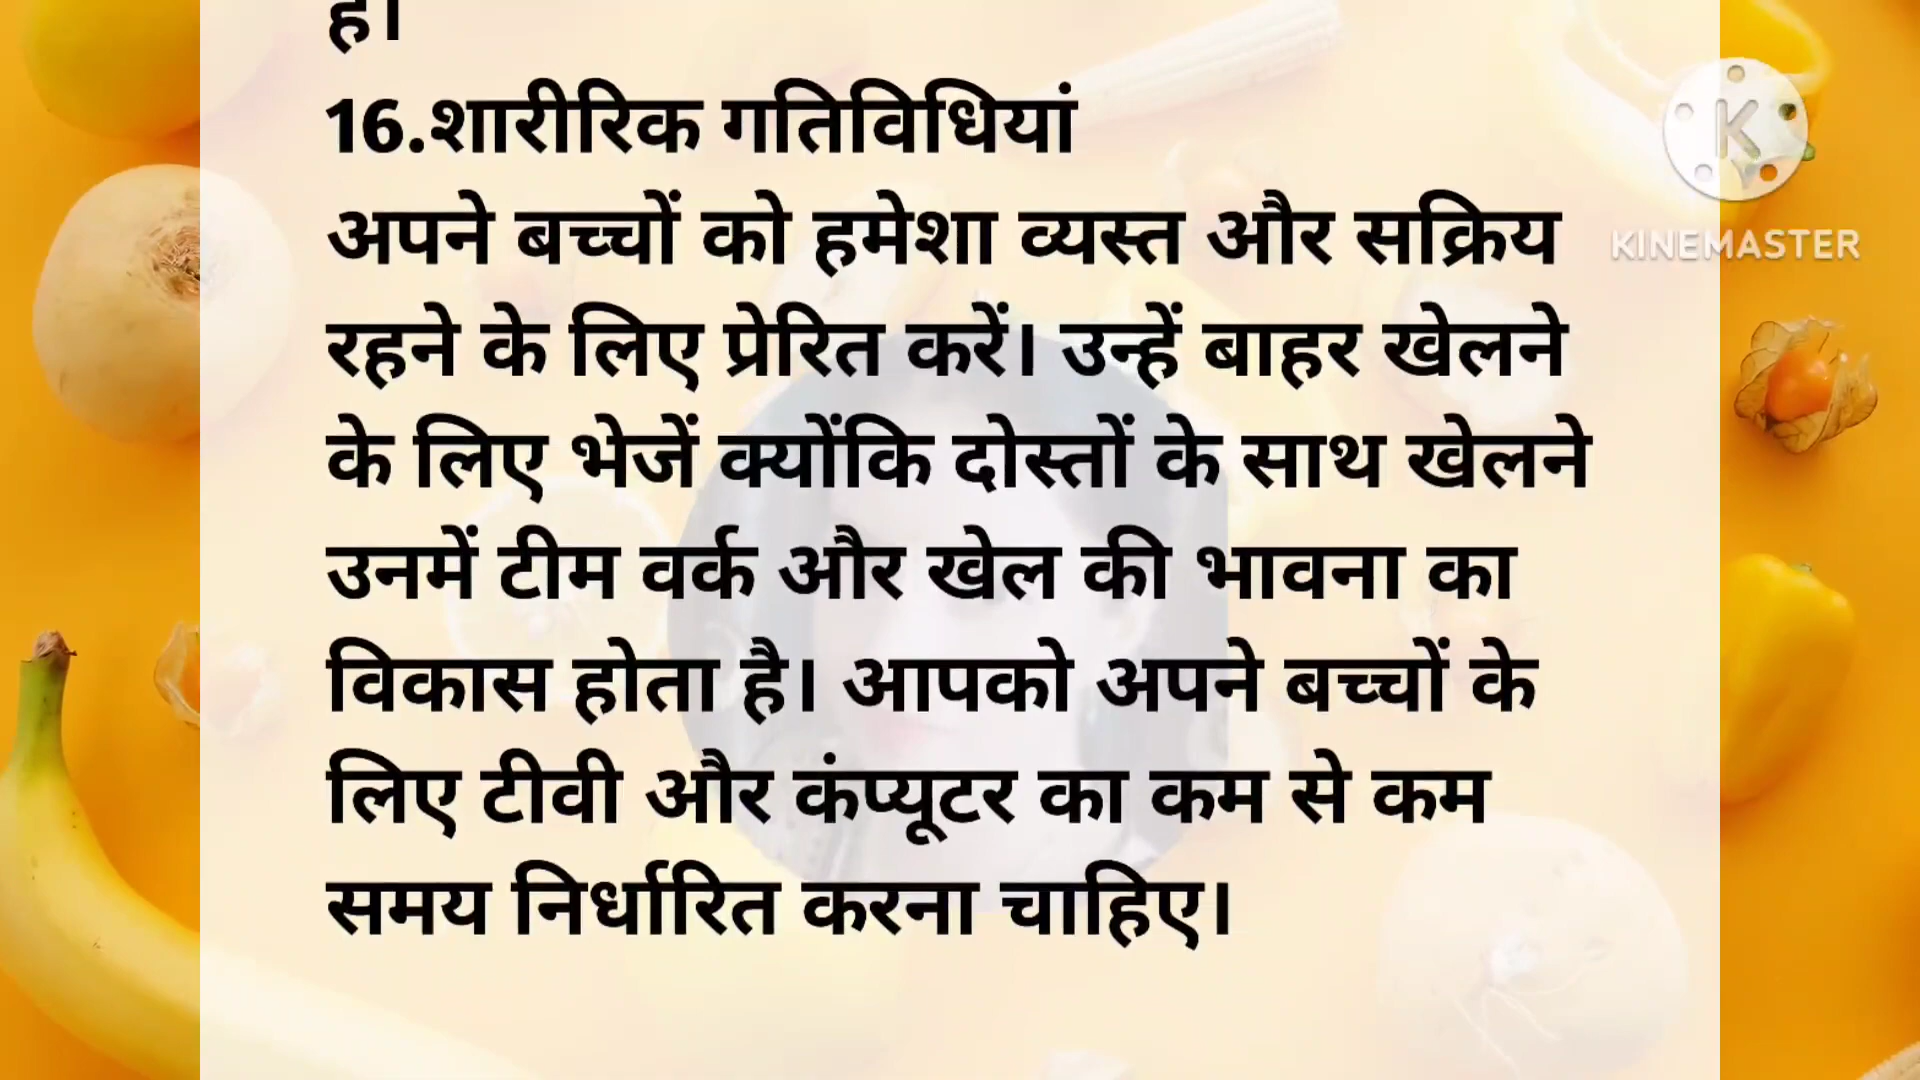 है।
16.शारीरिक गतिविधियां
अपने बच्चों को हमेशा व्यस्त और सक्रिय
रहने के लिए प्रेरित करें। उन्हें बाहर खेलने
के लिए भेजें क्योंकि दोस्तों के साथ खेलने
उनमें टीम वर्क और खेल की भावना का
विकास होता है। आपको अपने बच्चों के
लिए टीवी और कंप्यूटर का कम से कम
समय निर्धारित करना चाहिए।
K
KINEMASTER